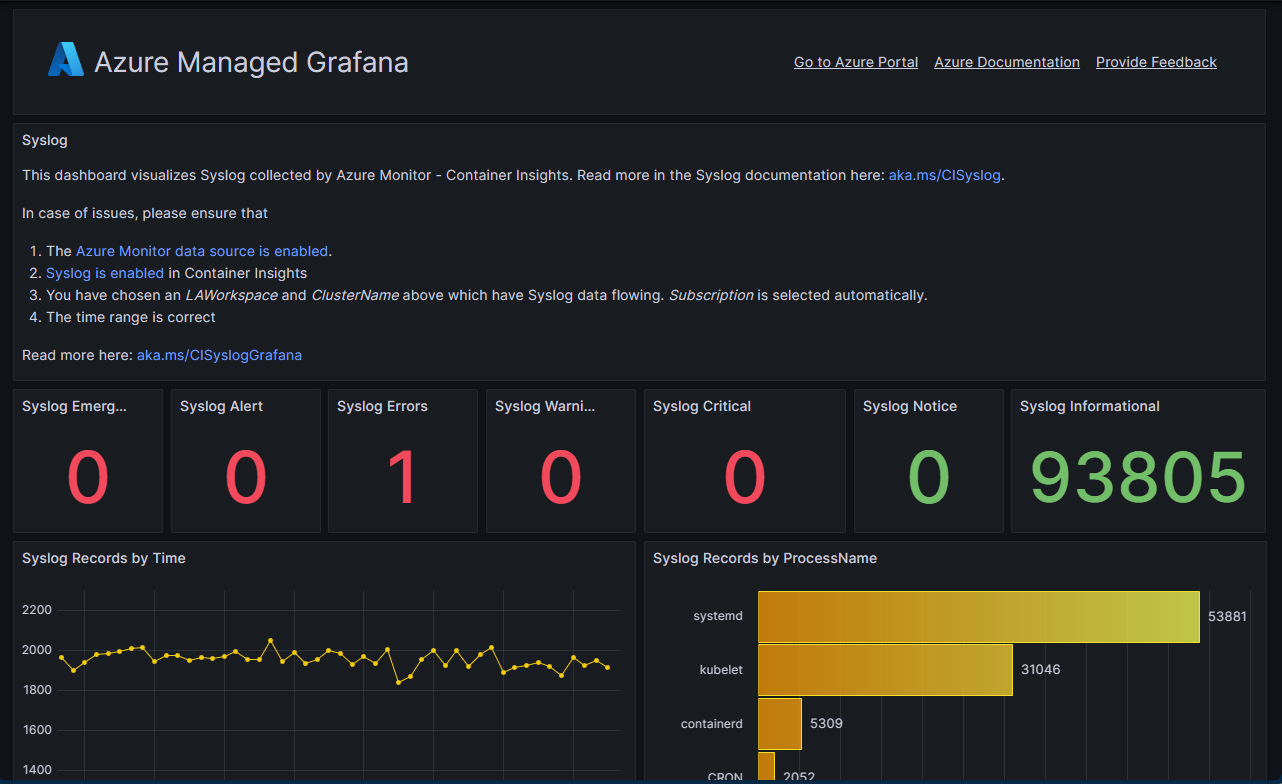 Azure Managed Grafana
Go to Azure Portal Azure Documentation Provide Feedback
Syslog
This dashboard visualizes Syslog collected by Azure Monitor - Container Insights. Read more in the Syslog documentation here: aka.ms/CISyslog.
In case of issues, please ensure that
1. The Azure Monitor data source is enabled.
2. Syslog is enabled in Container Insights
3. You have chosen an LAWorkspace and ClusterName above which have Syslog data flowing. Subscription is selected automatically.
4. The time range is correct
Read more here: aka.ms/CISyslogGrafana
Syslog Emerg...
0
Syslog Alert
0
Syslog Errors
1
Syslog Warni...
0
Syslog Critical
0
Syslog Notice
0
Syslog Informational
93805
Syslog Records by Time
2200
2000
1800
1600
1400
Syslog Records by ProcessName
systemd 53881
kubelet 31046
containerd 5309
CRON 2052